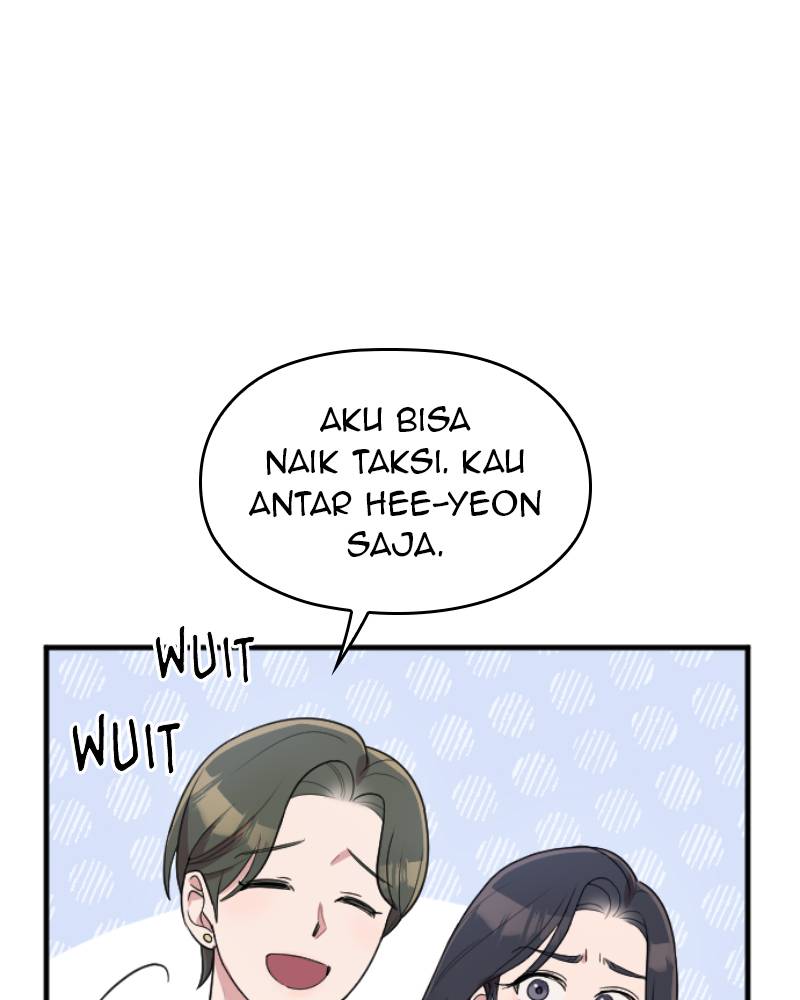 AKU BISA
NAIK TAKSI. KAU
ANTAR HEE-YEON
SAJA.
WUIT
WUIT